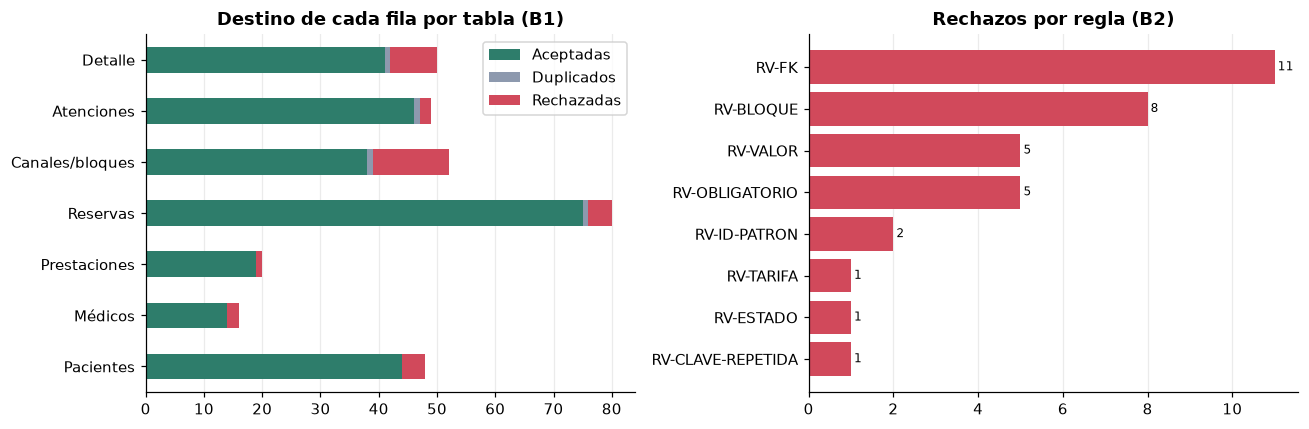 Destino de cada fila por tabla (B1)
Detalle
Atenciones
Canales/bloques
Reservas
Prestaciones
Médicos
Pacientes
Aceptadas
Duplicados
Rechazadas
0 10 20 30 40 50 60 70 80
Rechazos por regla (B2)
RV-FK 11
RV-BLOQUE 8
RV-VALOR 5
RV-OBLIGATORIO 5
RV-ID-PATRON 2
RV-TARIFA 1
RV-ESTADO 1
RV-CLAVE-REPETIDA 1
0 2 4 6 8 10